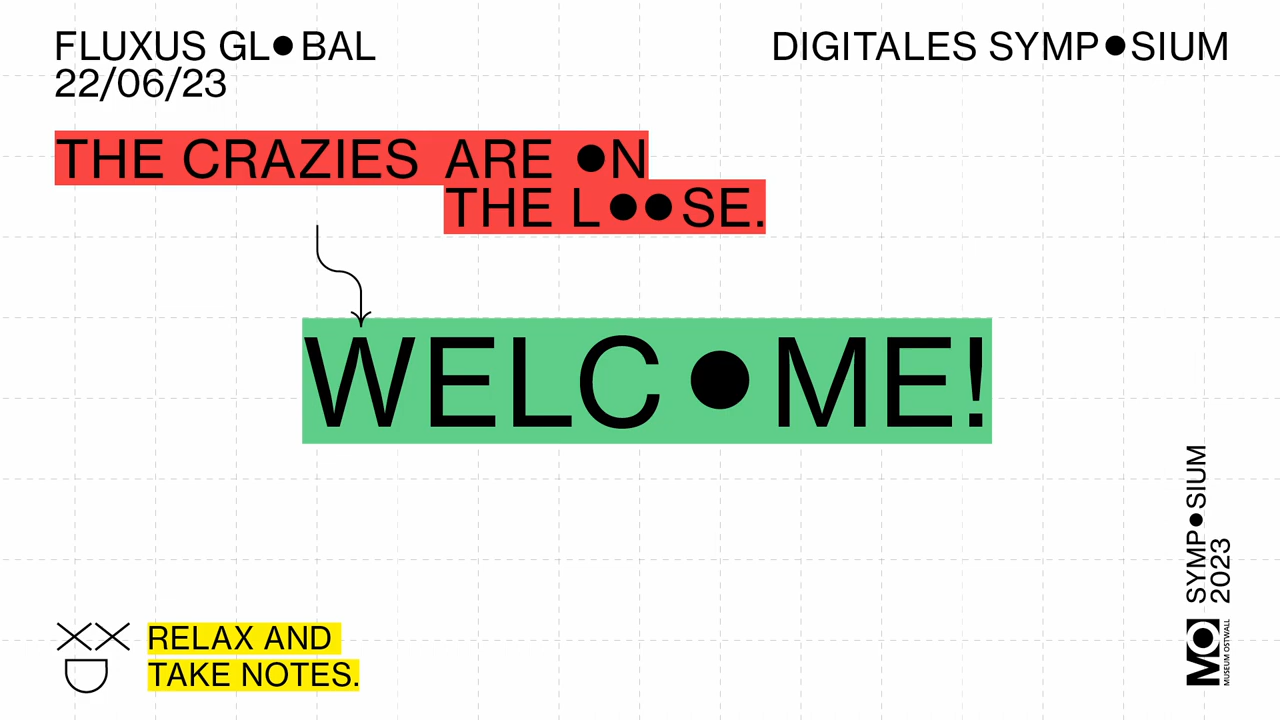 FLUXUS GL●BAL
22/06/23
DIGITALES SYMP●SIUM
THE CRAZIES ARE ●N
THE L●●SE.
WELC●ME!
RELAX AND
TAKE NOTES.
SYMP●SIUM
2023
MO
MUSEUM OSTWALL